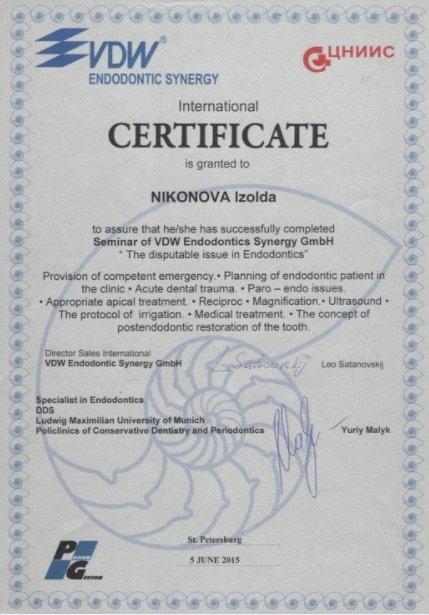 VDW®
ENDODONTIC SYNERGY
ЦНИИС
International
CERTIFICATE
is granted to
NIKONOVA Izolda
to assure that he/she has successfully completed
Seminar of VDW Endodontics Synergy GmbH
" The disputable issue in Endodontics"
Provision of competent emergency.• Planning of endodontic patient in
the clinic • Acute dental trauma. • Paro – endo issues.
• Appropriate apical treatment. • Reciproc • Magnification.• Ultrasound •
The protocol of irrigation. • Medical treatment. • The concept of
postendodontic restoration of the tooth.
Director Sales International
VDW Endodontic Synergy GmbH
Leo Satanovskij
Specialist in Endodontics
DDS
Ludwig Maximilian University of Munich
Policlinics of Conservative Dentistry and Periodontics
Yuriy Malyk
St. Petersburg
5 JUNE 2015
P
G